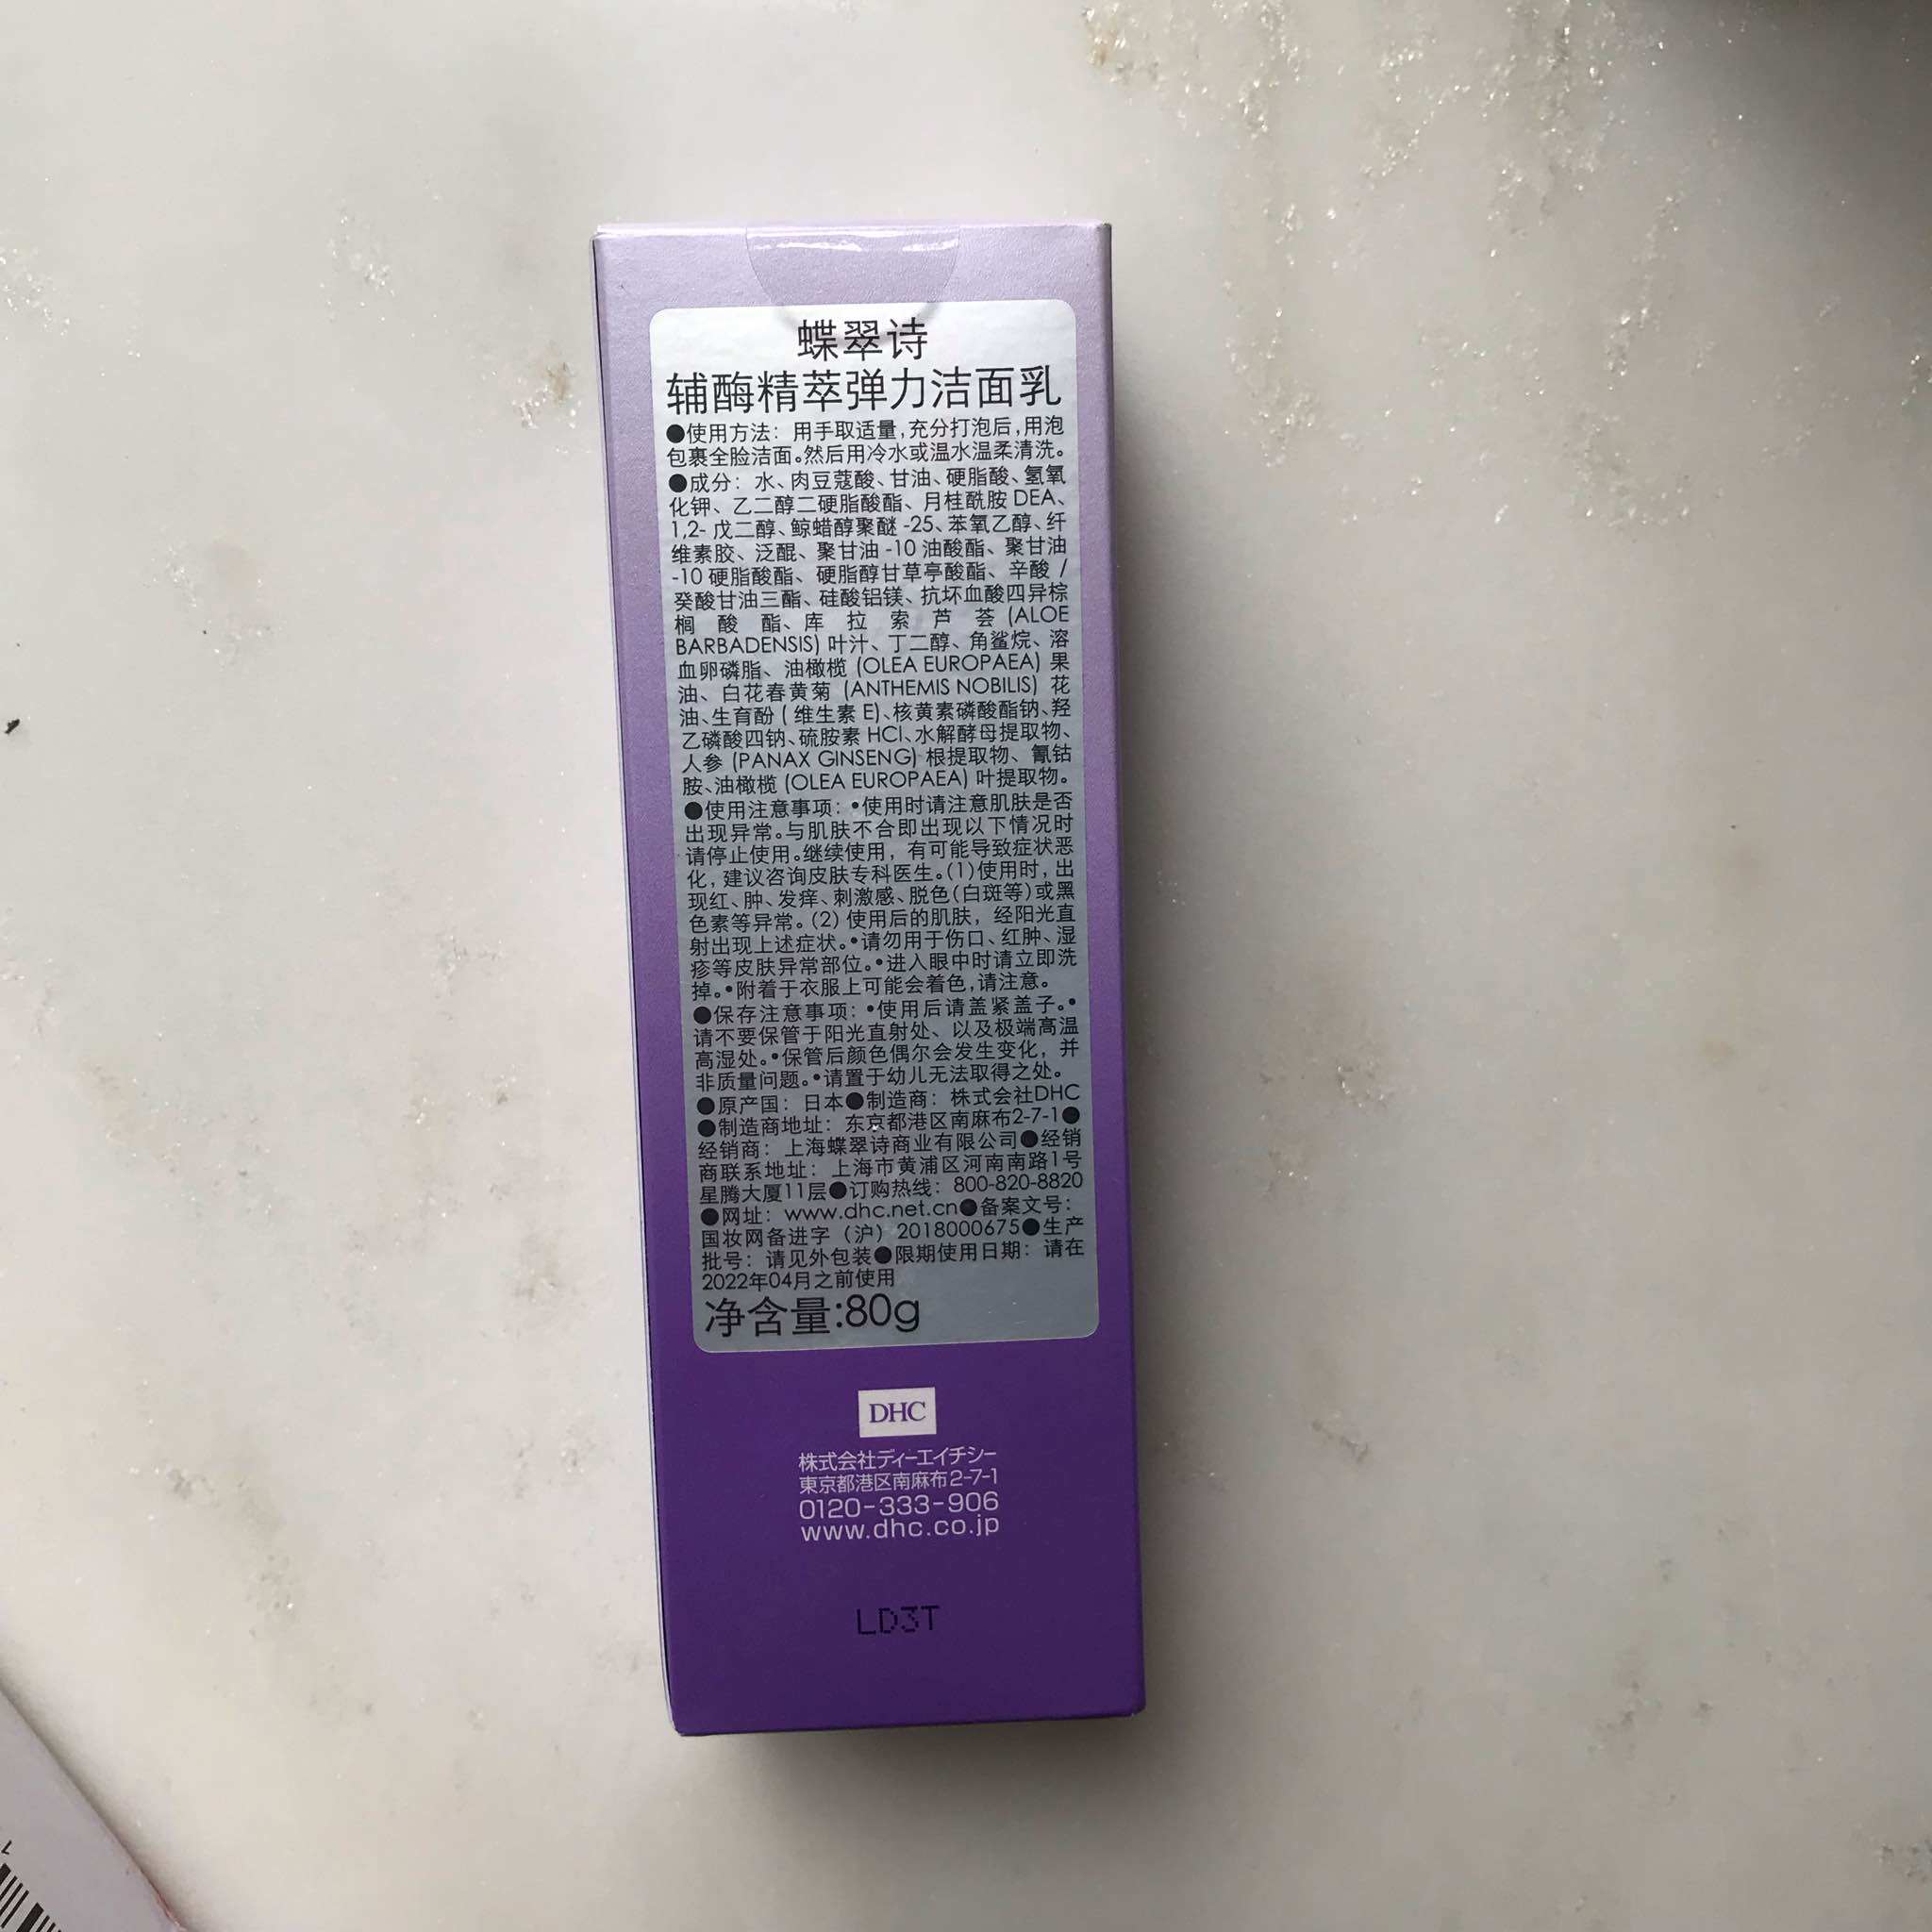 蝶翠诗
辅酶精萃弹力洁面乳
●使用方法：用手取适量,充分打泡后,用泡
包裹全脸洁面。然后用冷水或温水温柔清洗。
●成分：水、肉豆蔻酸、甘油、硬脂酸、氢氧
化钾、乙二醇二硬脂酸酯、月桂酰胺 DEA、
1,2- 戊二醇、鲸蜡醇聚醚 -25、苯氧乙醇、纤
维素胶、泛醌、聚甘油 -10 油酸酯、聚甘油
-10 硬脂酸酯、硬脂醇甘草亭酸酯、辛酸 /
癸酸甘油三酯、硅酸铝镁、抗坏血酸四异棕
榈酸酯、库拉索芦荟 (ALOE
BARBADENSIS) 叶汁、丁二醇、角鲨烷、溶
血卵磷脂、油橄榄 (OLEA EUROPAEA) 果
油、白花春黄菊 (ANTHEMIS NOBILIS) 花
油、生育酚 ( 维生素 E)、核黄素磷酸酯钠、羟
乙磷酸四钠、硫胺素 HCl、水解酵母提取物、
人参 (PANAX GINSENG) 根提取物、氰钴
胺、油橄榄 (OLEA EUROPAEA) 叶提取物。
●使用注意事项：•使用时请注意肌肤是否
出现异常。与肌肤不合即出现以下情况时
请停止使用。继续使用，有可能导致症状恶
化，建议咨询皮肤专科医生。(1)使用时，出
现红、肿、发痒、刺激感、脱色(白斑等)或黑
色素等异常。(2) 使用后的肌肤，经阳光直
射出现上述症状。•请勿用于伤口、红肿、湿
疹等皮肤异常部位。•进入眼中时请立即洗
掉。•附着于衣服上可能会着色,请注意。
●保存注意事项：•使用后请盖紧盖子。•
请不要保管于阳光直射处、以及极端高温
高湿处。•保管后颜色偶尔会发生变化，并
非质量问题。•请置于幼儿无法取得之处。
●原产国：日本●制造商：株式会社DHC
●制造商地址：东京都港区南麻布2-7-1●
经销商：上海蝶翠诗商业有限公司●经销
商联系地址：上海市黄浦区河南南路1号
星腾大厦11层●订购热线：800-820-8820
●网址：www.dhc.net.cn●备案文号：
国妆网备进字（沪）2018000675●生产
批号：请见外包装●限期使用日期：请在
2022年04月之前使用
净含量:80g
DHC
株式会社ディーエイチシー
東京都港区南麻布2-7-1
0120-333-906
www.dhc.co.jp
LD3T